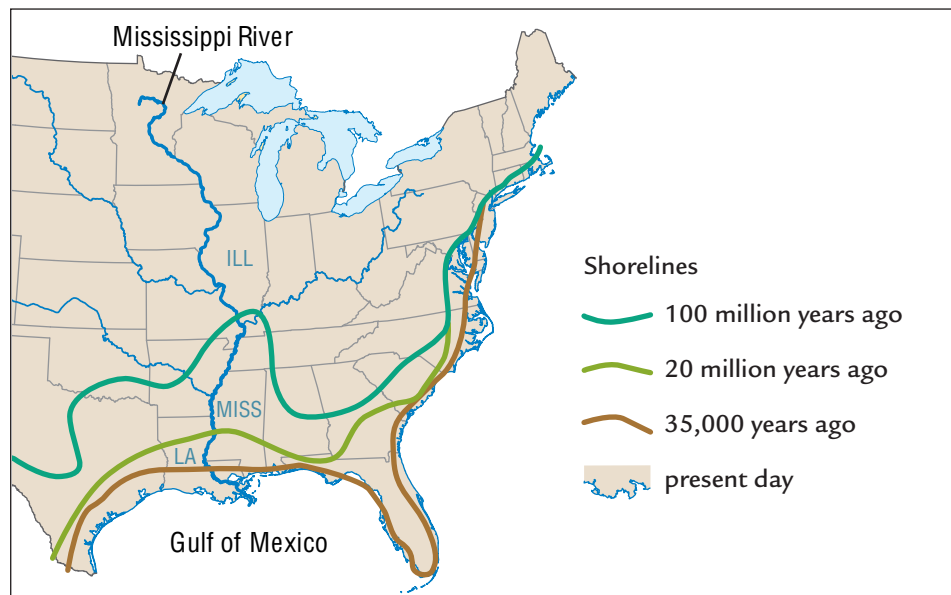 Mississippi River
ILL
MISS
LA
Gulf of Mexico
Shorelines
100 million years ago
20 million years ago
35,000 years ago
present day